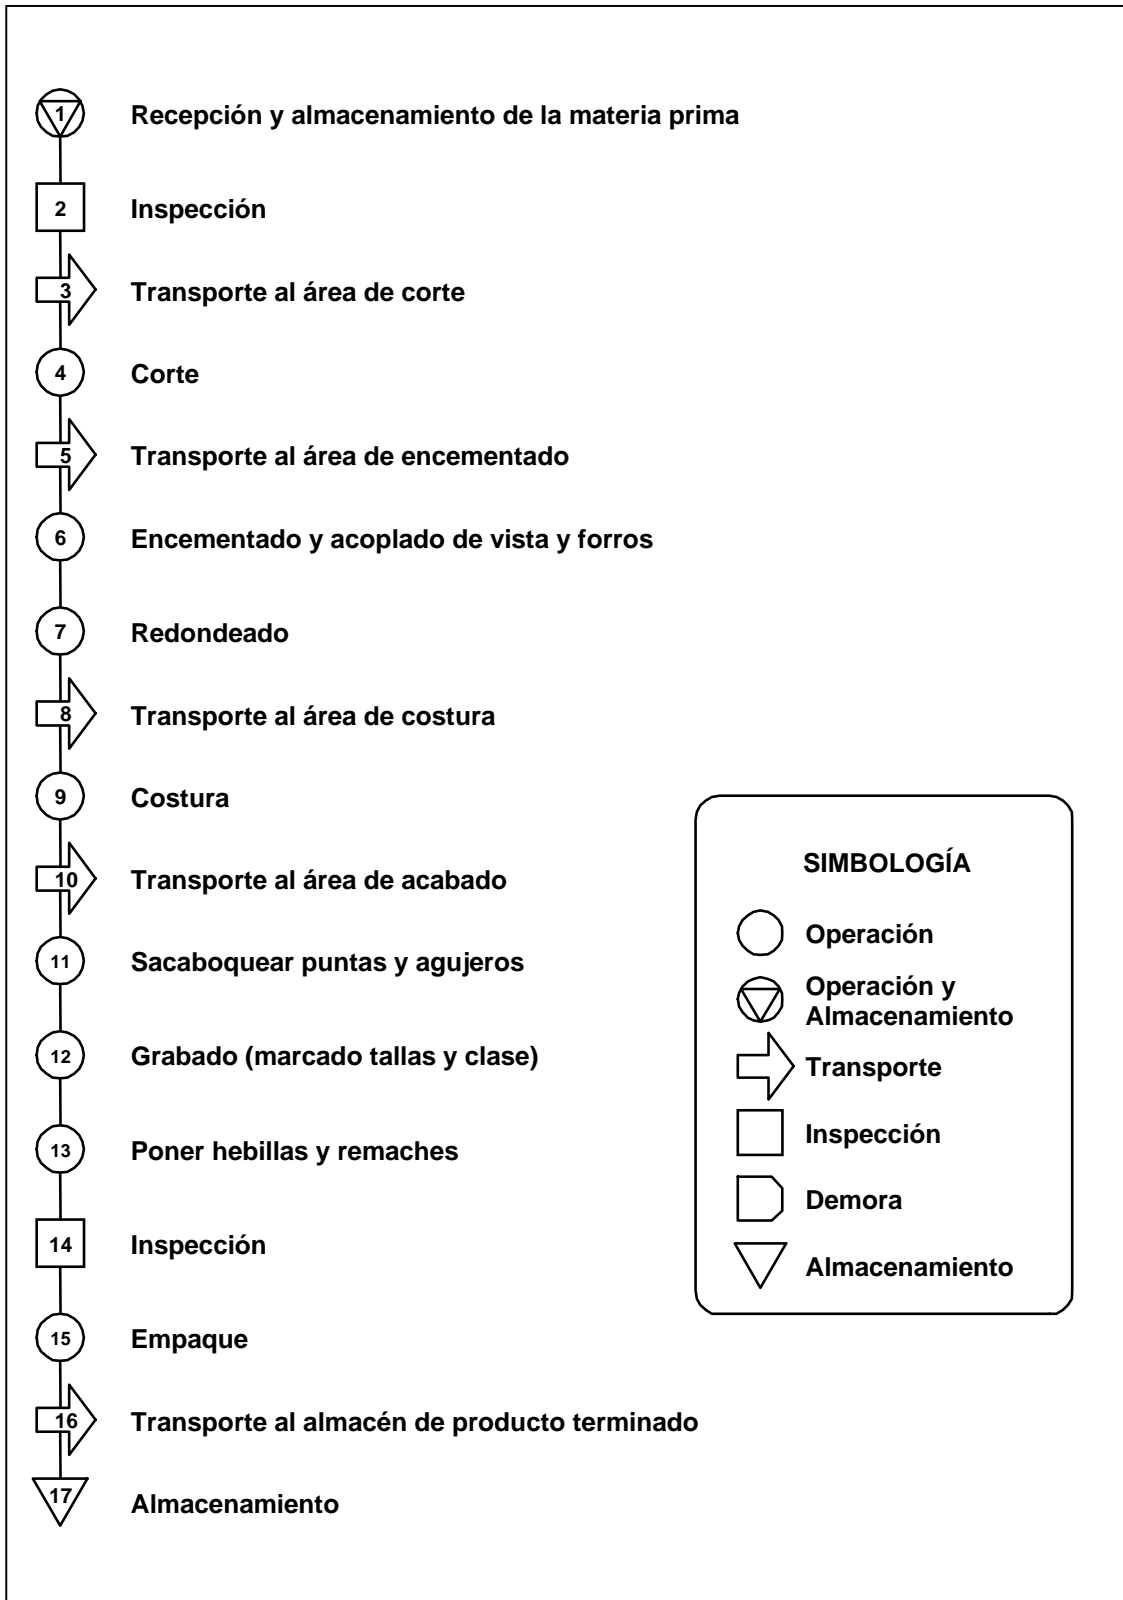 1 Recepción y almacenamiento de la materia prima
2 Inspección
3 Transporte al área de corte
4 Corte
5 Transporte al área de encementado
6 Encementado y acoplado de vista y forros
7 Redondeado
8 Transporte al área de costura
9 Costura
10 Transporte al área de acabado
11 Sacaboquear puntas y agujeros
12 Grabado (marcado tallas y clase)
13 Poner hebillas y remaches
14 Inspección
15 Empaque
16 Transporte al almacén de producto terminado
17 Almacenamiento
SIMBOLOGÍA
Operación
Operación y
Almacenamiento
Transporte
Inspección
Demora
Almacenamiento